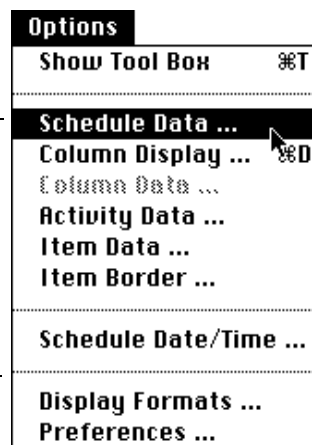 Options
Show Tool Box ⌘T
Schedule Data ...
Column Display ... ⌘D
Column Data ...
Activity Data ...
Item Data ...
Item Border ...
Schedule Date/Time ...
Display Formats ...
Preferences ...